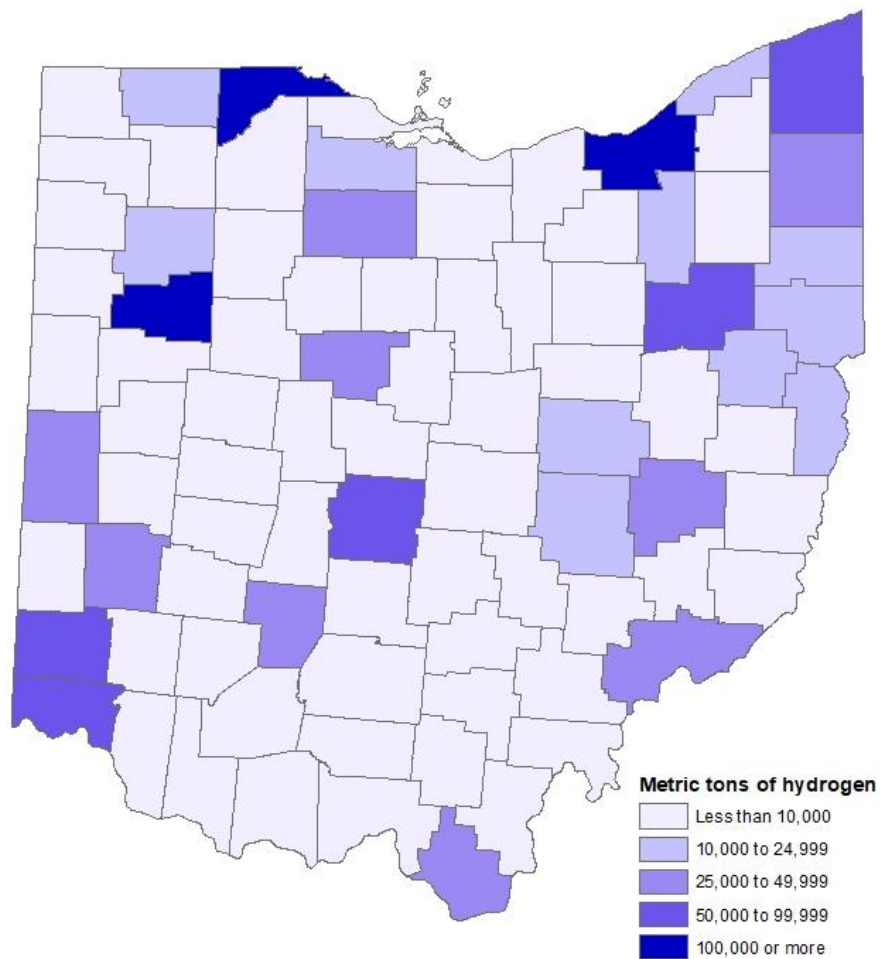 Metric tons of hydrogen
Less than 10,000
10,000 to 24,999
25,000 to 49,999
50,000 to 99,999
100,000 or more